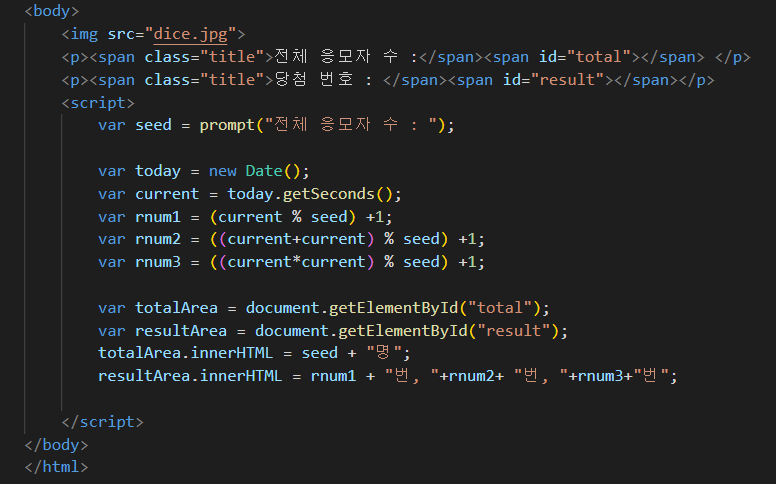 <body>
<img src="dice.jpg">
<p><span class="title">전체 응모자 수 :</span><span id="total"></span> </p>
<p><span class="title">당첨 번호 : </span><span id="result"></span></p>
<script>
var seed = prompt("전체 응모자 수 : ");
var today = new Date();
var current = today.getSeconds();
var rnum1 = (current % seed) +1;
var rnum2 = ((current+current) % seed) +1;
var rnum3 = ((current*current) % seed) +1;
var totalArea = document.getElementById("total");
var resultArea = document.getElementById("result");
totalArea.innerHTML = seed + "명";
resultArea.innerHTML = rnum1 + "번, "+rnum2+ "번, "+rnum3+"번";
</script>
</body>
</html>